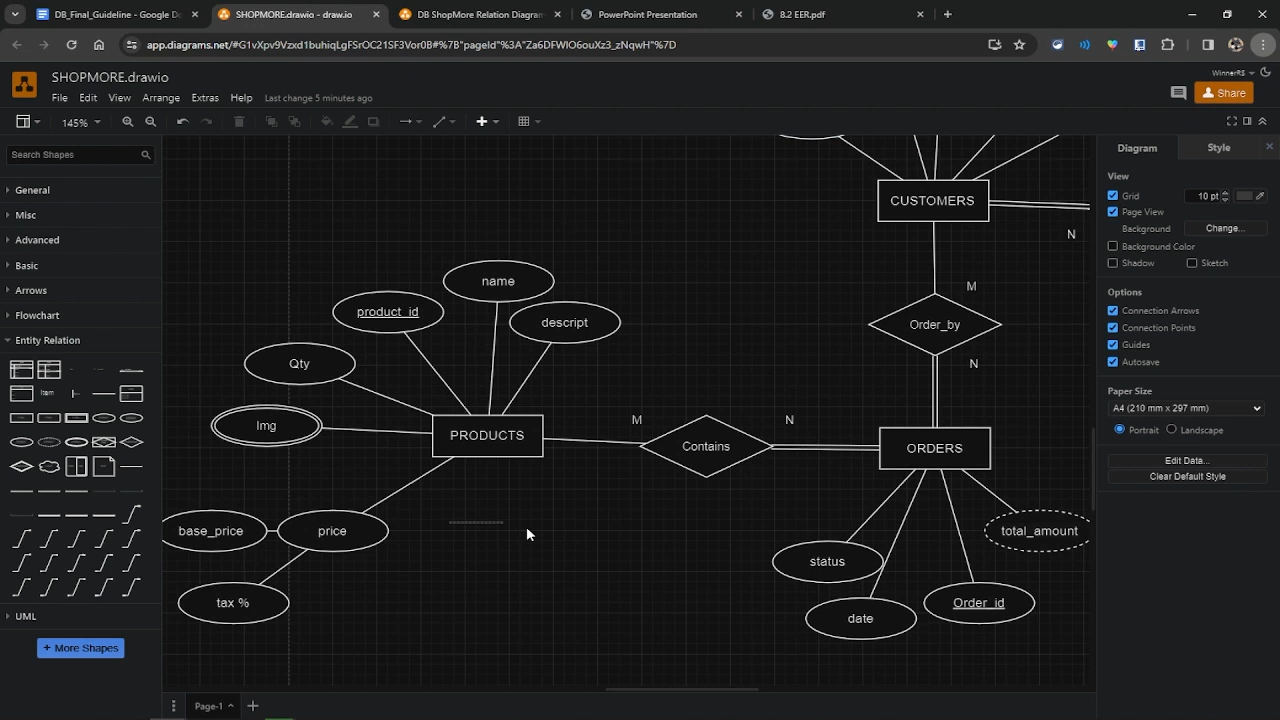 DB_Final_Guideline - Google D
SHOPMORE.drawio - draw.io
DB ShopMore Relation Diagram
PowerPoint Presentation
8.2 EER.pdf
app.diagrams.net/#G1vXpv9Vzxd1buhiqLgFSrOC21SF3Vor0B#%7B"pageId"%3A"Za6DFWIO6ouXz3_zNqwH"%7D
SHOPMORE.drawio
WinnerRS
File Edit View Arrange Extras Help Last change 5 minutes ago
Share
145%
Search Shapes
General
Misc
Advanced
Basic
Arrows
Flowchart
Entity Relation
Item
UML
+ More Shapes
CUSTOMERS
N
M
Order_by
N
name
product_id
descript
Qty
Img
PRODUCTS
M
Contains
N
ORDERS
base_price
price
tax %
status
date
Order_id
total_amount
Page-1
Diagram
Style
View
Grid
10 pt
Page View
Background
Change...
Background Color
Shadow
Sketch
Options
Connection Arrows
Connection Points
Guides
Autosave
Paper Size
A4 (210 mm x 297 mm)
Portrait
Landscape
Edit Data...
Clear Default Style